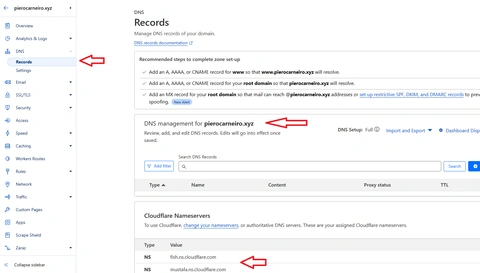 pierocarneiro.xyz
Overview
Analytics & Logs
DNS
Records
Settings
Email
SSL/TLS
Security
Access
Speed
Caching
Workers Routes
Rules
Network
Traffic
Custom Pages
Apps
Scrape Shield
Zaraz
Collapse sidebar
DNS
Records
Manage DNS records of your domain.
DNS records documentation
Recommended steps to complete zone set-up
Add an A, AAAA, or CNAME record for www so that www.pierocarneiro.xyz will resolve.
Add an A, AAAA, or CNAME record for your root domain so that pierocarneiro.xyz will resolve.
Add an MX record for your root domain so that mail can reach @pierocarneiro.xyz addresses or set up restrictive SPF, DKIM, and DMARC records to prev
spoofing.
DNS management for pierocarneiro.xyz
Review, add, and edit DNS records. Edits will go into effect once
saved.
DNS Setup: Full
Import and Export
Dashboard Disp
Search DNS Records
Add filter
Search
Type
Name
Content
Proxy status
TTL
Cloudflare Nameservers
To use Cloudflare, change your nameservers, or authoritative DNS servers. These are your assigned Cloudflare nameservers.
Type Value
NS fish.ns.cloudflare.com
NS mustafa.ns.cloudflare.com